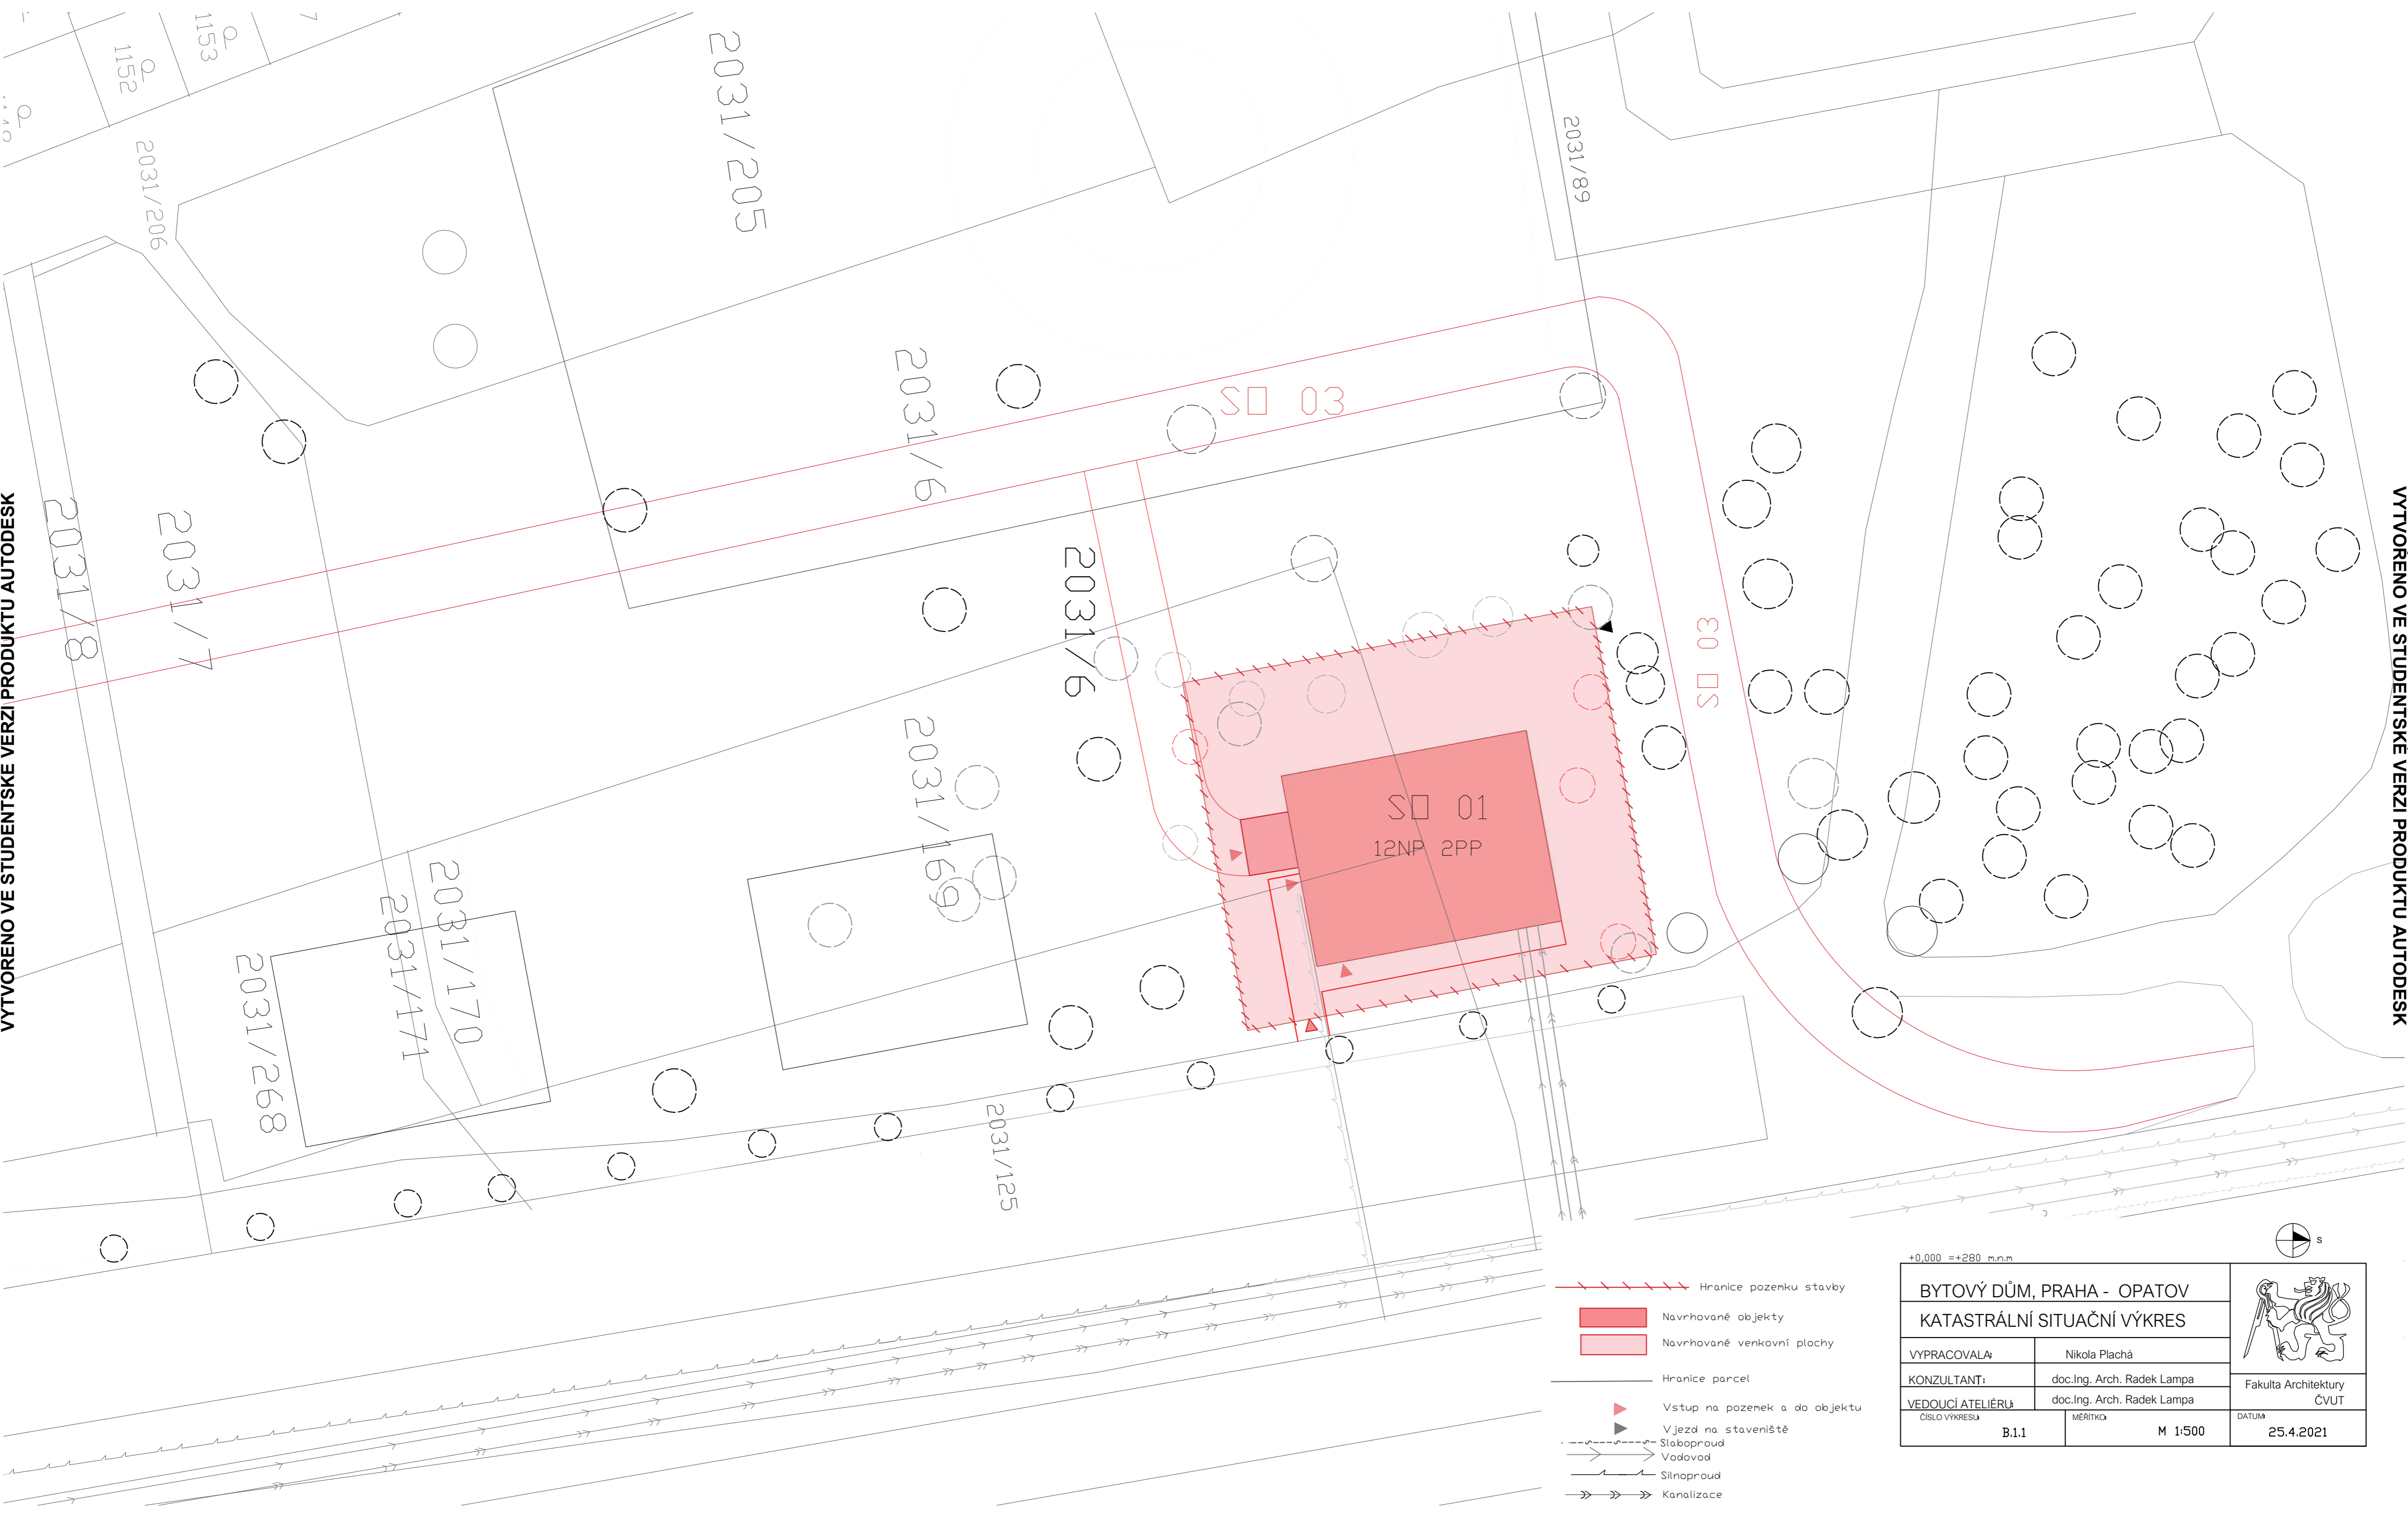 1153
1152
2031/206
2031/205
2031/89
2031/6
SO 03
2031/8
2031/7
2031/6
SO 03
2031/169
SO 01
12NP 2PP
2031/170
2031/171
2031/268
2031/125
VYTVOŘENO VE STUDENTSKÉ VERZI PRODUKTU AUTODESK
VYTVOŘENO VE STUDENTSKÉ VERZI PRODUKTU AUTODESK
Hranice pozemku stavby
Navrhované objekty
Navrhované venkovní plochy
Hranice parcel
Vstup na pozemek a do objektu
Vjezd na staveniště
Slaboproud
Vodovod
Silnoproud
Kanalizace
S
+0,000 =+280 m.n.m
BYTOVÝ DŮM, PRAHA - OPATOV
KATASTRÁLNÍ SITUAČNÍ VÝKRES
VYPRACOVALA: Nikola Plachá
KONZULTANT: doc.Ing. Arch. Radek Lampa
VEDOUCÍ ATELIÉRU: doc.Ing. Arch. Radek Lampa
Fakulta Architektury
ČVUT
ČÍSLO VÝKRESU: B.1.1
MĚŘÍTKO: M 1:500
DATUM: 25.4.2021